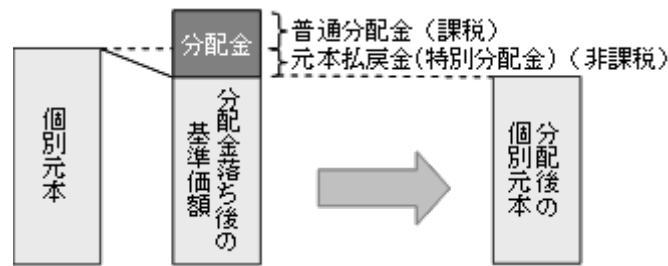 分配金
普通分配金（課税）
元本払戻金(特別分配金)（非課税）
個別元本
分配金落ち後の
基準価額
分配後の
個別元本